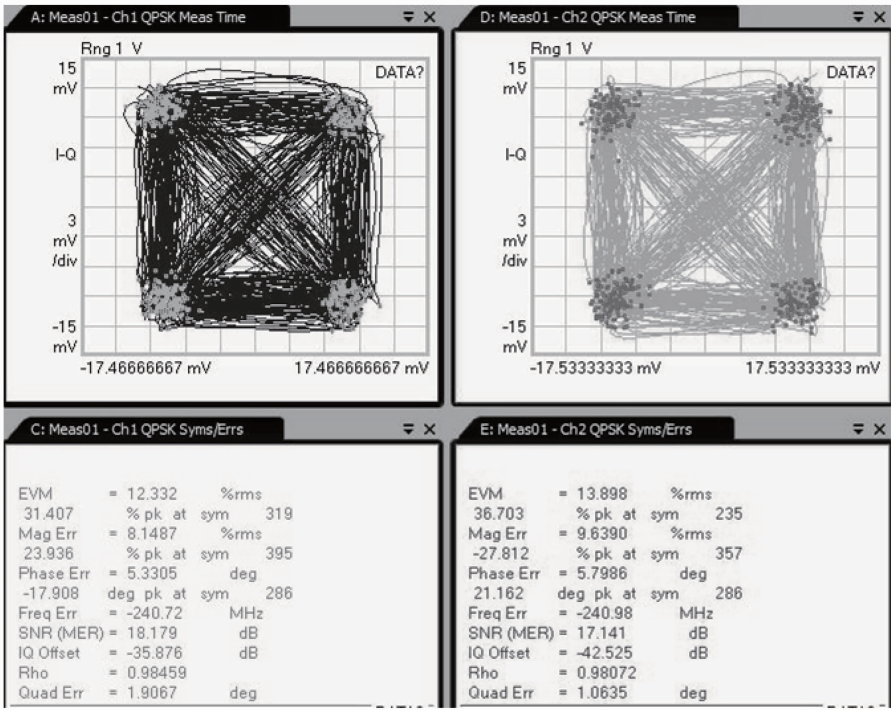 A: Meas01 - Ch1 QPSK Meas Time
Rng 1 V
15
mV
DATA?
I-Q
3
mV
/div
-15
mV
-17.46666667 mV 17.466666667 mV
D: Meas01 - Ch2 QPSK Meas Time
Rng 1 V
15
mV
DATA?
I-Q
3
mV
/div
-15
mV
-17.53333333 mV 17.533333333 mV
C: Meas01 - Ch1 QPSK Syms/Errs
EVM = 12.332 %rms
31.407 % pk at sym 319
Mag Err = 8.1487 %rms
23.936 % pk at sym 395
Phase Err = 5.3305 deg
-17.908 deg pk at sym 286
Freq Err = -240.72 MHz
SNR (MER) = 18.179 dB
IQ Offset = -35.876 dB
Rho = 0.98459
Quad Err = 1.9067 deg
E: Meas01 - Ch2 QPSK Syms/Errs
EVM = 13.898 %rms
36.703 % pk at sym 235
Mag Err = 9.6390 %rms
-27.812 % pk at sym 357
Phase Err = 5.7986 deg
21.162 deg pk at sym 286
Freq Err = -240.98 MHz
SNR (MER) = 17.141 dB
IQ Offset = -42.525 dB
Rho = 0.98072
Quad Err = 1.0635 deg